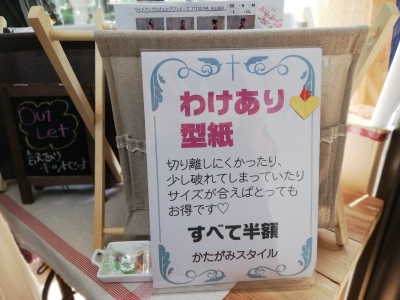 わけあり
型紙
切り離しにくかったり、
少し破れてしまっていたり
サイズが合えばとっても
お得です♡
すべて半額
かたがみスタイル
Out
Let